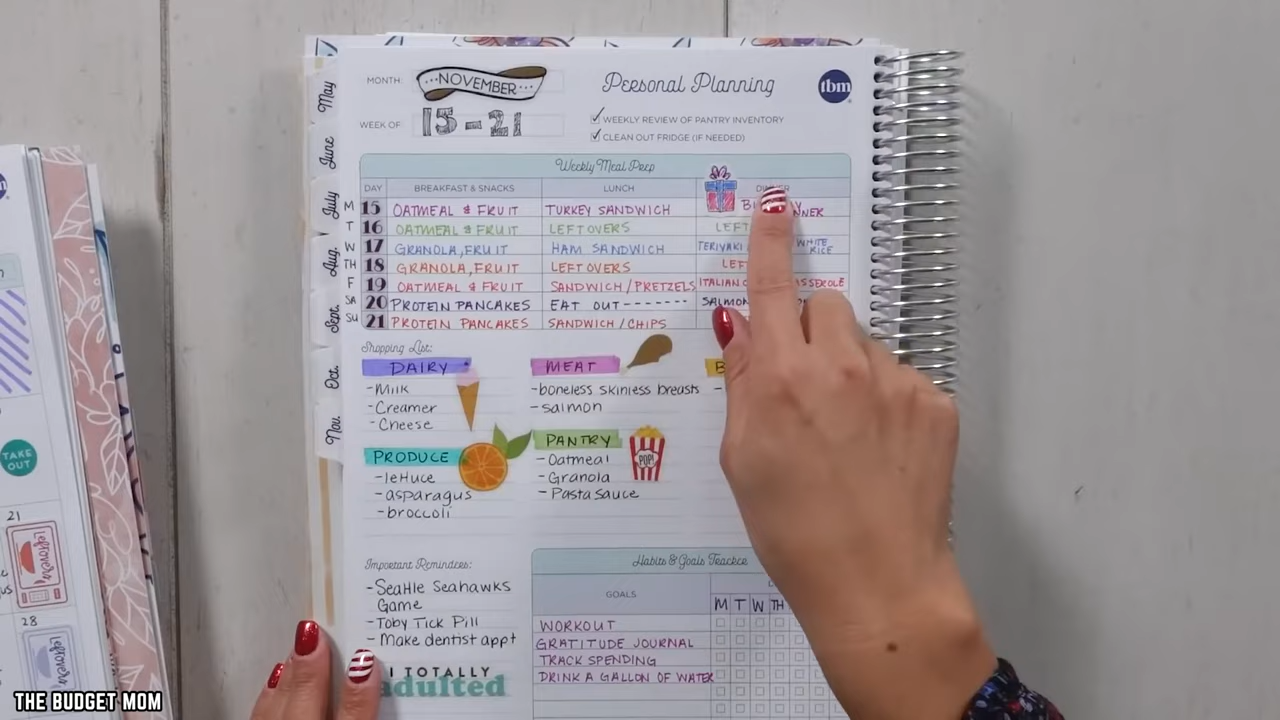 MONTH: NOVEMBER
Personal Planning
tbm
WEEK OF 15-21
WEEKLY REVIEW OF PANTRY INVENTORY
CLEAN OUT FRIDGE (IF NEEDED)
Weekly Meal Prep
DAY BREAKFAST & SNACKS LUNCH
M 15 OATMEAL & FRUIT TURKEY SANDWICH
T 16 OATMEAL & FRUIT LEFTOVERS
W 17 GRANOLA, FRUIT HAM SANDWICH TERIYAKI WHITE RICE
TH 18 GRANOLA, FRUIT LEFTOVERS
F 19 OATMEAL & FRUIT SANDWICH/PRETZELS ITALIAN
SA 20 PROTEIN PANCAKES EAT OUT ------- SALMON
SU 21 PROTEIN PANCAKES SANDWICH/CHIPS
Shopping List:
DAIRY
-Milk
-Creamer
-Cheese
MEAT
-boneless skinless breasts
-salmon
PRODUCE
-lettuce
-asparagus
-broccoli
PANTRY
-Oatmeal
-Granola
-Pasta Sauce
POP!
Important Reminders:
-Seattle Seahawks
Game
-Toby Tick Pill
-Make dentist appt
I TOTALLY
adulted
Habits & Goals Tracker
GOALS
M T W TH
WORKOUT
GRATITUDE JOURNAL
TRACK SPENDING
DRINK A GALLON OF WATER
May
June
July
Aug.
Sept.
Oct
Nov.
TAKE
OUT
21
leftovers
28
leftovers
THE BUDGET MOM